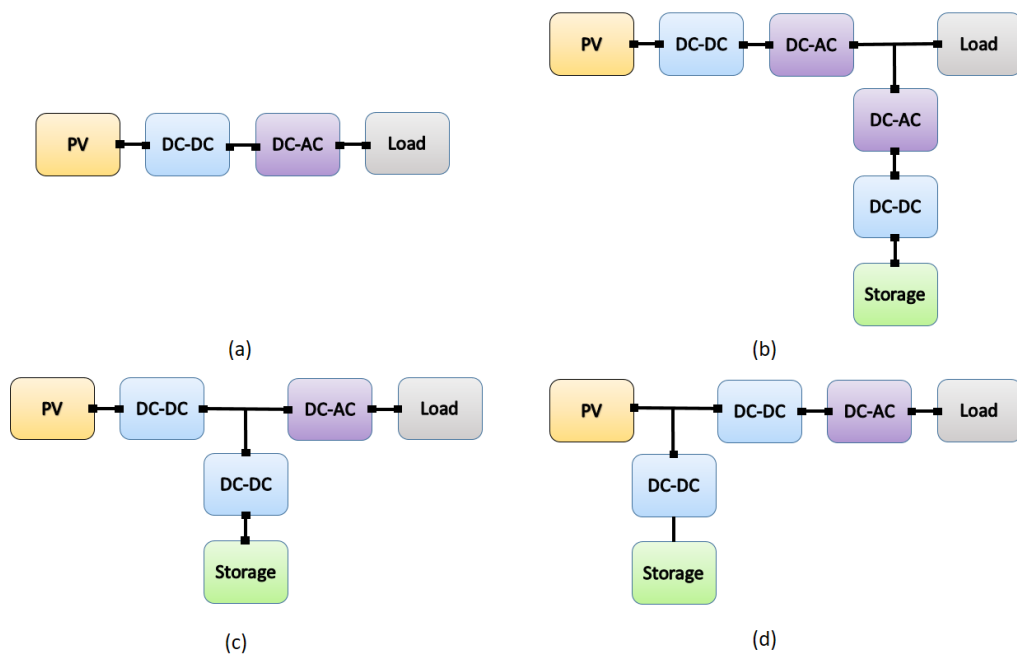 PV
DC-DC
DC-AC
Load
(a)
PV
DC-DC
DC-AC
Load
DC-AC
DC-DC
Storage
(b)
PV
DC-DC
DC-AC
Load
DC-DC
Storage
(c)
PV
DC-DC
DC-AC
Load
DC-DC
Storage
(d)